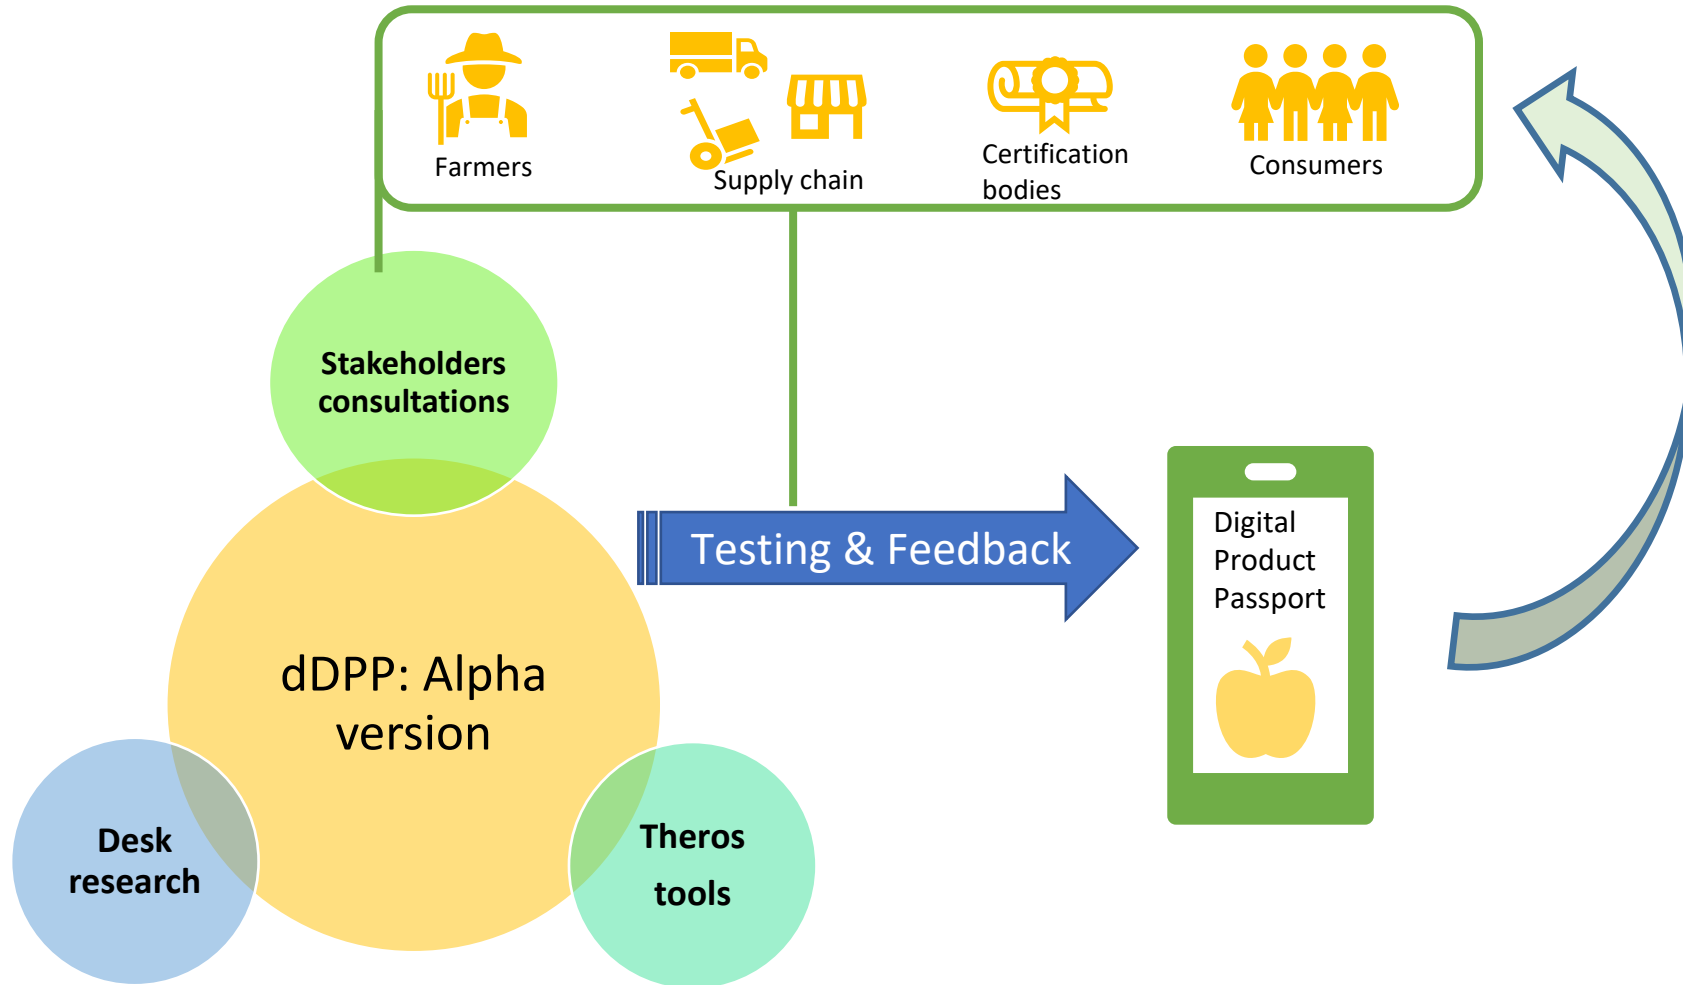 Farmers
Supply chain
Certification
bodies
Consumers
Stakeholders
consultations
Testing & Feedback
Digital
Product
Passport
dDPP: Alpha
version
Desk
research
Theros
tools